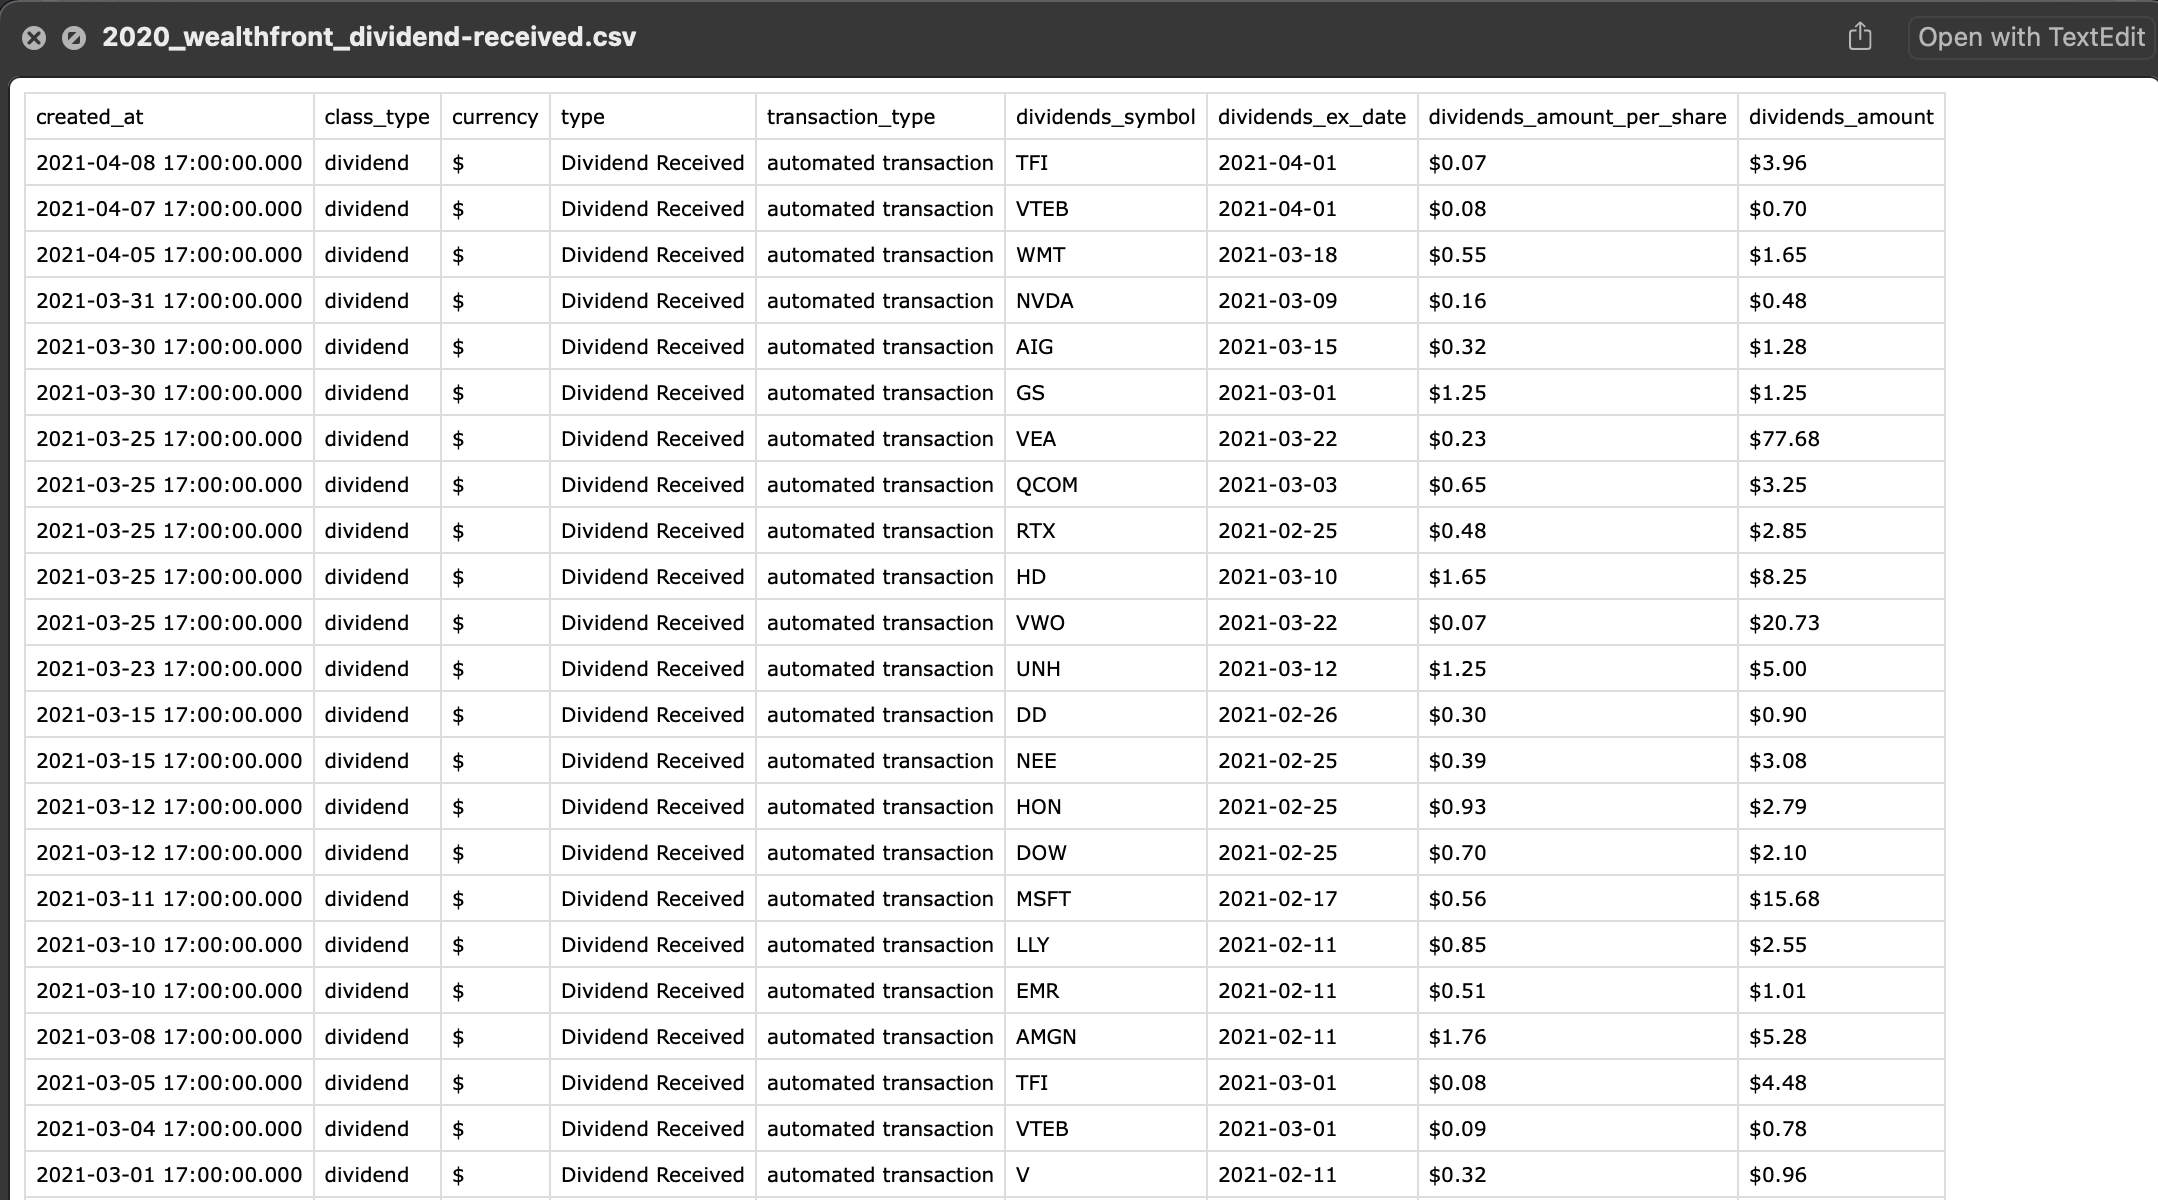 2020_wealthfront_dividend-received.csv Open with TextEdit
created_at class_type currency type transaction_type dividends_symbol dividends_ex_date dividends_amount_per_share dividends_amount
2021-04-08 17:00:00.000 dividend $ Dividend Received automated transaction TFI 2021-04-01 $0.07 $3.96
2021-04-07 17:00:00.000 dividend $ Dividend Received automated transaction VTEB 2021-04-01 $0.08 $0.70
2021-04-05 17:00:00.000 dividend $ Dividend Received automated transaction WMT 2021-03-18 $0.55 $1.65
2021-03-31 17:00:00.000 dividend $ Dividend Received automated transaction NVDA 2021-03-09 $0.16 $0.48
2021-03-30 17:00:00.000 dividend $ Dividend Received automated transaction AIG 2021-03-15 $0.32 $1.28
2021-03-30 17:00:00.000 dividend $ Dividend Received automated transaction GS 2021-03-01 $1.25 $1.25
2021-03-25 17:00:00.000 dividend $ Dividend Received automated transaction VEA 2021-03-22 $0.23 $77.68
2021-03-25 17:00:00.000 dividend $ Dividend Received automated transaction QCOM 2021-03-03 $0.65 $3.25
2021-03-25 17:00:00.000 dividend $ Dividend Received automated transaction RTX 2021-02-25 $0.48 $2.85
2021-03-25 17:00:00.000 dividend $ Dividend Received automated transaction HD 2021-03-10 $1.65 $8.25
2021-03-25 17:00:00.000 dividend $ Dividend Received automated transaction VWO 2021-03-22 $0.07 $20.73
2021-03-23 17:00:00.000 dividend $ Dividend Received automated transaction UNH 2021-03-12 $1.25 $5.00
2021-03-15 17:00:00.000 dividend $ Dividend Received automated transaction DD 2021-02-26 $0.30 $0.90
2021-03-15 17:00:00.000 dividend $ Dividend Received automated transaction NEE 2021-02-25 $0.39 $3.08
2021-03-12 17:00:00.000 dividend $ Dividend Received automated transaction HON 2021-02-25 $0.93 $2.79
2021-03-12 17:00:00.000 dividend $ Dividend Received automated transaction DOW 2021-02-25 $0.70 $2.10
2021-03-11 17:00:00.000 dividend $ Dividend Received automated transaction MSFT 2021-02-17 $0.56 $15.68
2021-03-10 17:00:00.000 dividend $ Dividend Received automated transaction LLY 2021-02-11 $0.85 $2.55
2021-03-10 17:00:00.000 dividend $ Dividend Received automated transaction EMR 2021-02-11 $0.51 $1.01
2021-03-08 17:00:00.000 dividend $ Dividend Received automated transaction AMGN 2021-02-11 $1.76 $5.28
2021-03-05 17:00:00.000 dividend $ Dividend Received automated transaction TFI 2021-03-01 $0.08 $4.48
2021-03-04 17:00:00.000 dividend $ Dividend Received automated transaction VTEB 2021-03-01 $0.09 $0.78
2021-03-01 17:00:00.000 dividend $ Dividend Received automated transaction V 2021-02-11 $0.32 $0.96